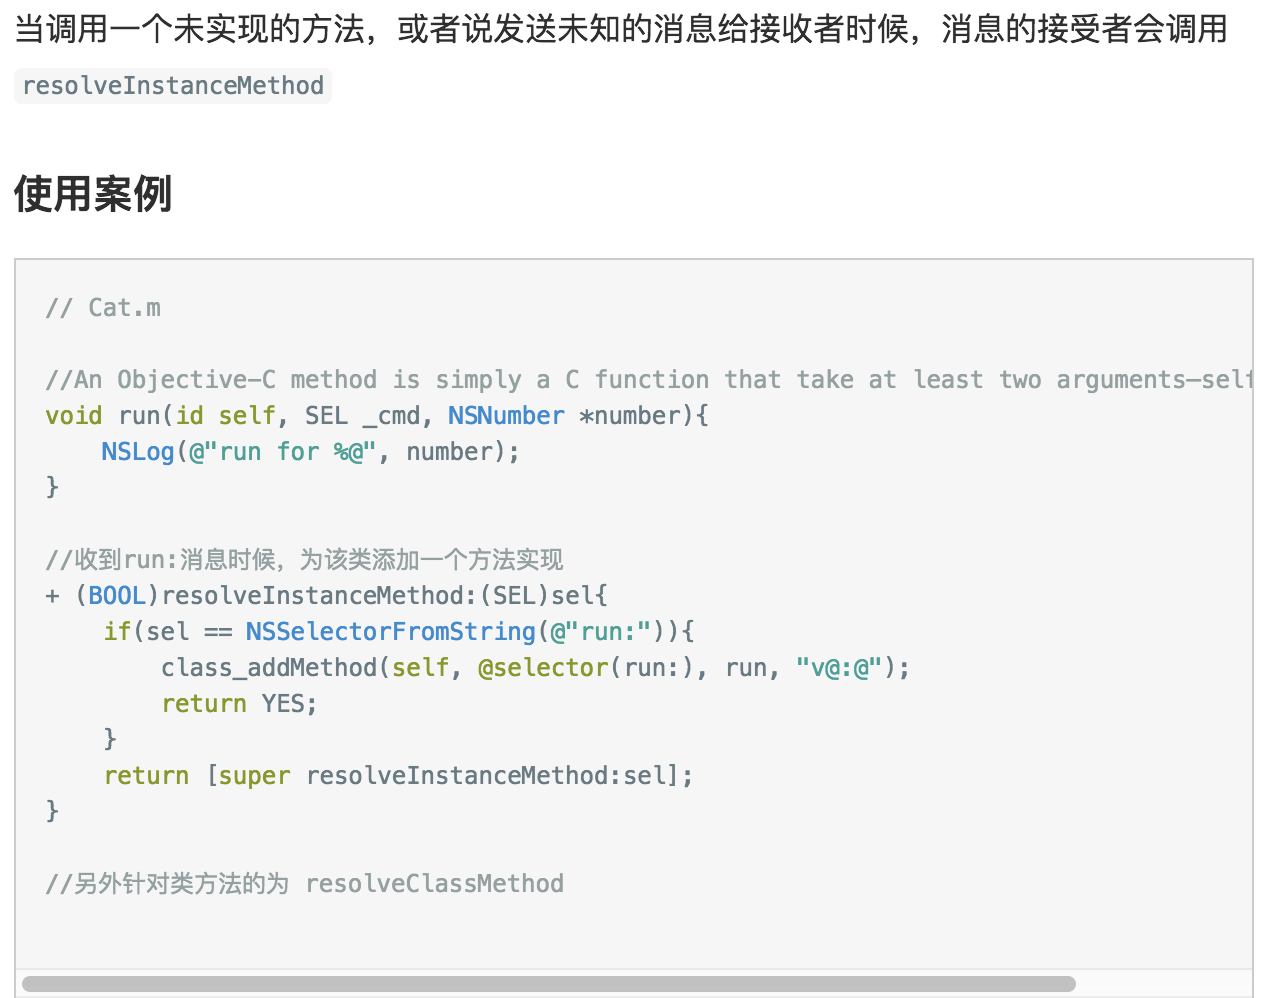 当调用一个未实现的方法，或者说发送未知的消息给接收者时候，消息的接受者会调用
resolveInstanceMethod
使用案例
// Cat.m
//An Objective-C method is simply a C function that take at least two arguments—self
void run(id self, SEL _cmd, NSNumber *number){
    NSLog(@"run for %@", number);
}
//收到run:消息时候，为该类添加一个方法实现
+ (BOOL)resolveInstanceMethod:(SEL)sel{
    if(sel == NSSelectorFromString(@"run:")){
        class_addMethod(self, @selector(run:), run, "v@:@");
        return YES;
    }
    return [super resolveInstanceMethod:sel];
}
//另外针对类方法的为 resolveClassMethod